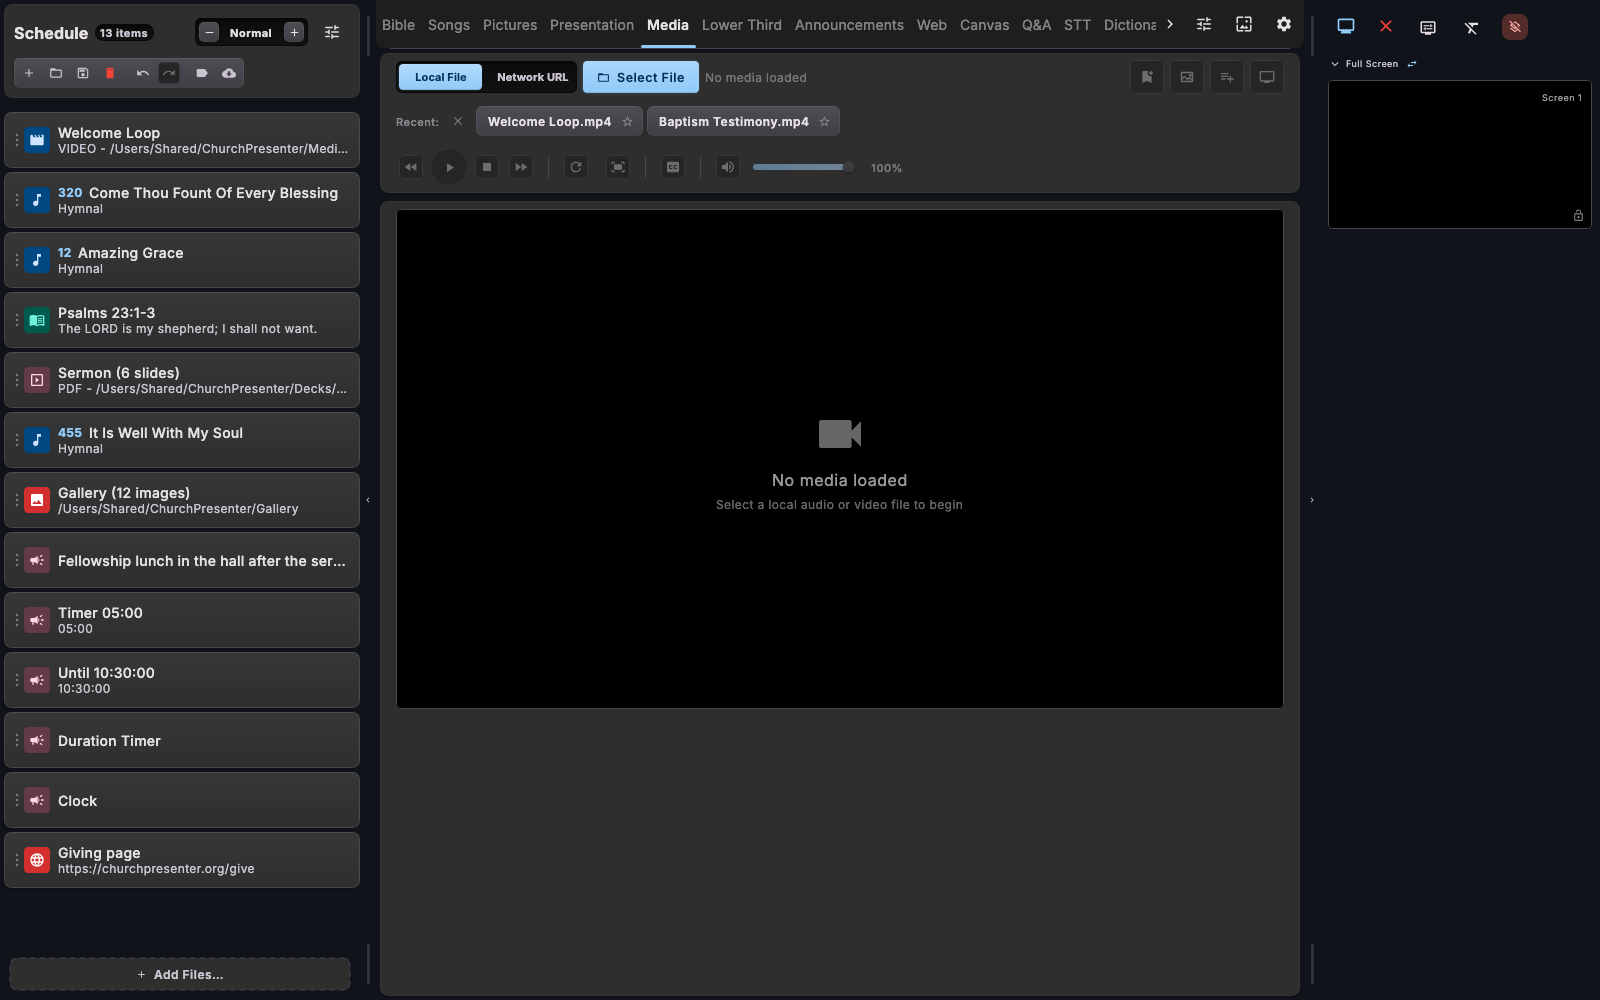 Schedule 13 items
Normal
Welcome Loop
VIDEO - /Users/Shared/ChurchPresenter/Medi...
320 Come Thou Fount Of Every Blessing
Hymnal
12 Amazing Grace
Hymnal
Psalms 23:1-3
The LORD is my shepherd; I shall not want.
Sermon (6 slides)
PDF - /Users/Shared/ChurchPresenter/Decks/...
455 It Is Well With My Soul
Hymnal
Gallery (12 images)
/Users/Shared/ChurchPresenter/Gallery
Fellowship lunch in the hall after the ser...
Timer 05:00
05:00
Until 10:30:00
10:30:00
Duration Timer
Clock
Giving page
https://churchpresenter.org/give
+ Add Files...
Bible Songs Pictures Presentation Media Lower Third Announcements Web Canvas Q&A STT Dictiona
Local File Network URL Select File No media loaded
Recent: Welcome Loop.mp4 Baptism Testimony.mp4
CC 100%
No media loaded
Select a local audio or video file to begin
Full Screen
Screen 1